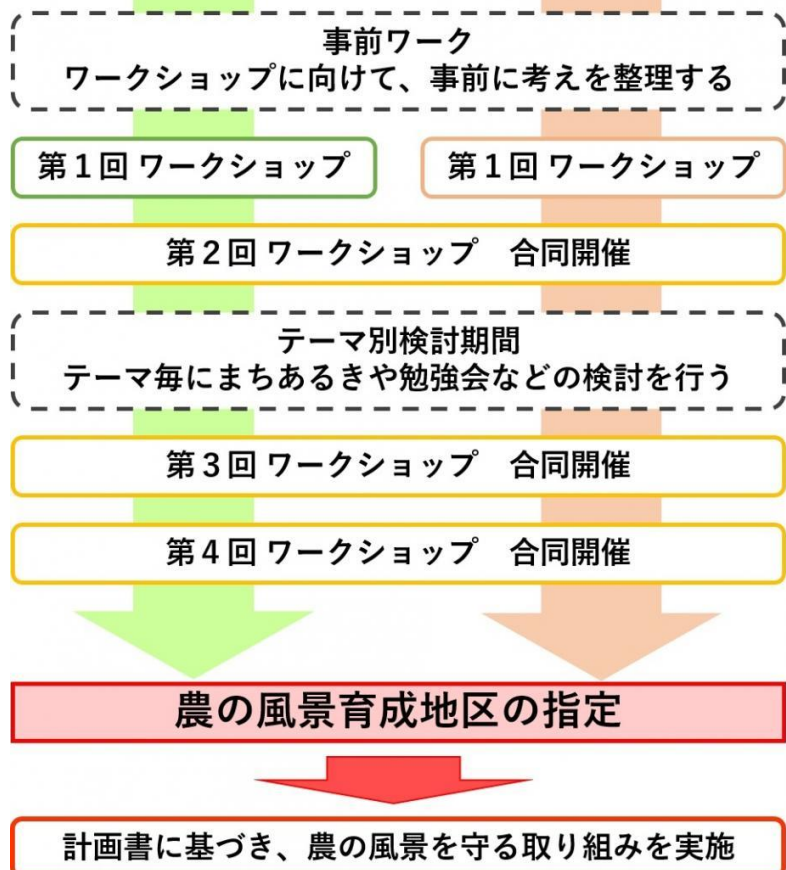 事前ワーク
ワークショップに向けて、事前に考えを整理する
第1回 ワークショップ
第1回 ワークショップ
第2回 ワークショップ　合同開催
テーマ別検討期間
テーマ毎にまちあるきや勉強会などの検討を行う
第3回 ワークショップ　合同開催
第4回 ワークショップ　合同開催
農の風景育成地区の指定
計画書に基づき、農の風景を守る取り組みを実施